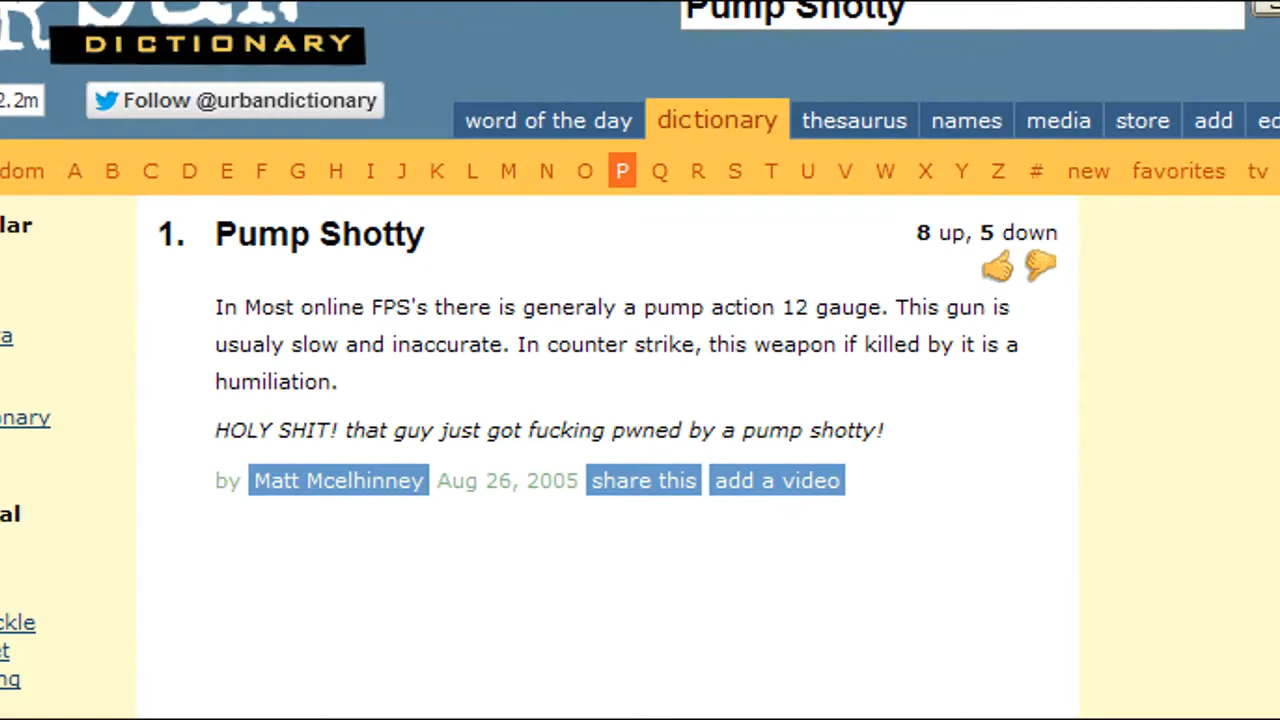 Pump Shotty
DICTIONARY
2.2m
Follow @urbandictionary
word of the day dictionary thesaurus names media store add
A B C D E F G H I J K L M N O P Q R S T U V W X Y Z # new favorites tv
1. Pump Shotty
8 up, 5 down
In Most online FPS's there is generaly a pump action 12 gauge. This gun is
usualy slow and inaccurate. In counter strike, this weapon if killed by it is a
humiliation.
HOLY SHIT! that guy just got fucking pwned by a pump shotty!
by Matt Mcelhinney Aug 26, 2005 share this add a video